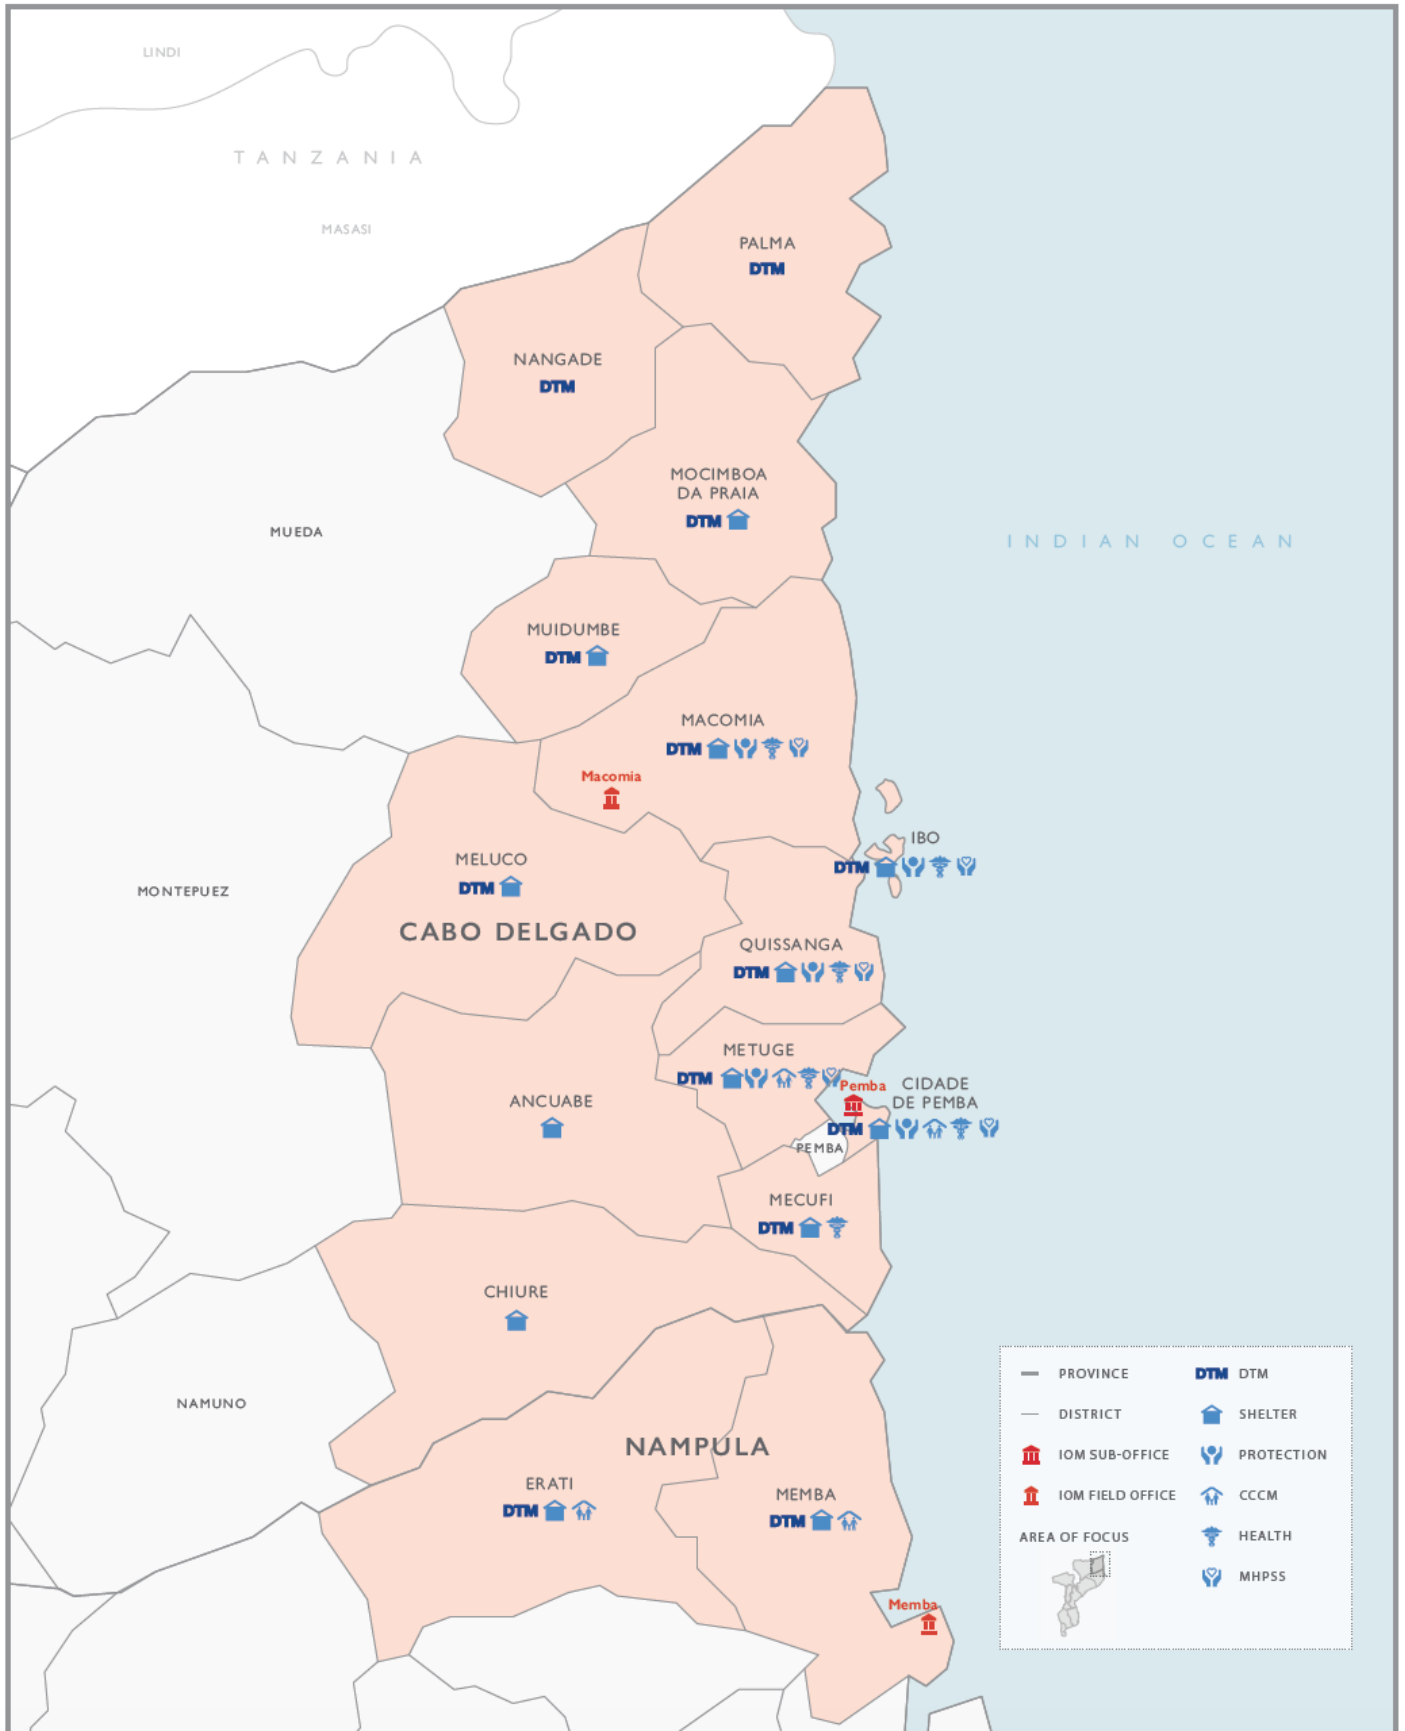 LINDI
TANZANIA
MASASI
PALMA
DTM
NANGADE
DTM
MOCIMBOA
DA PRAIA
DTM
MUEDA
INDIAN OCEAN
MUIDUMBE
DTM
MACOMIA
DTM
Macomia
IBO
DTM
MELUCO
DTM
MONTEPUEZ
CABO DELGADO
QUISSANGA
DTM
METUGE
DTM
Pemba
CIDADE
DE PEMBA
DTM
PEMBA
ANCUABE
MECUFI
DTM
CHIURE
NAMUNO
NAMPULA
ERATI
DTM
MEMBA
DTM
Memba
PROVINCE
DISTRICT
IOM SUB-OFFICE
IOM FIELD OFFICE
AREA OF FOCUS
DTM DTM
SHELTER
PROTECTION
CCCM
HEALTH
MHPSS